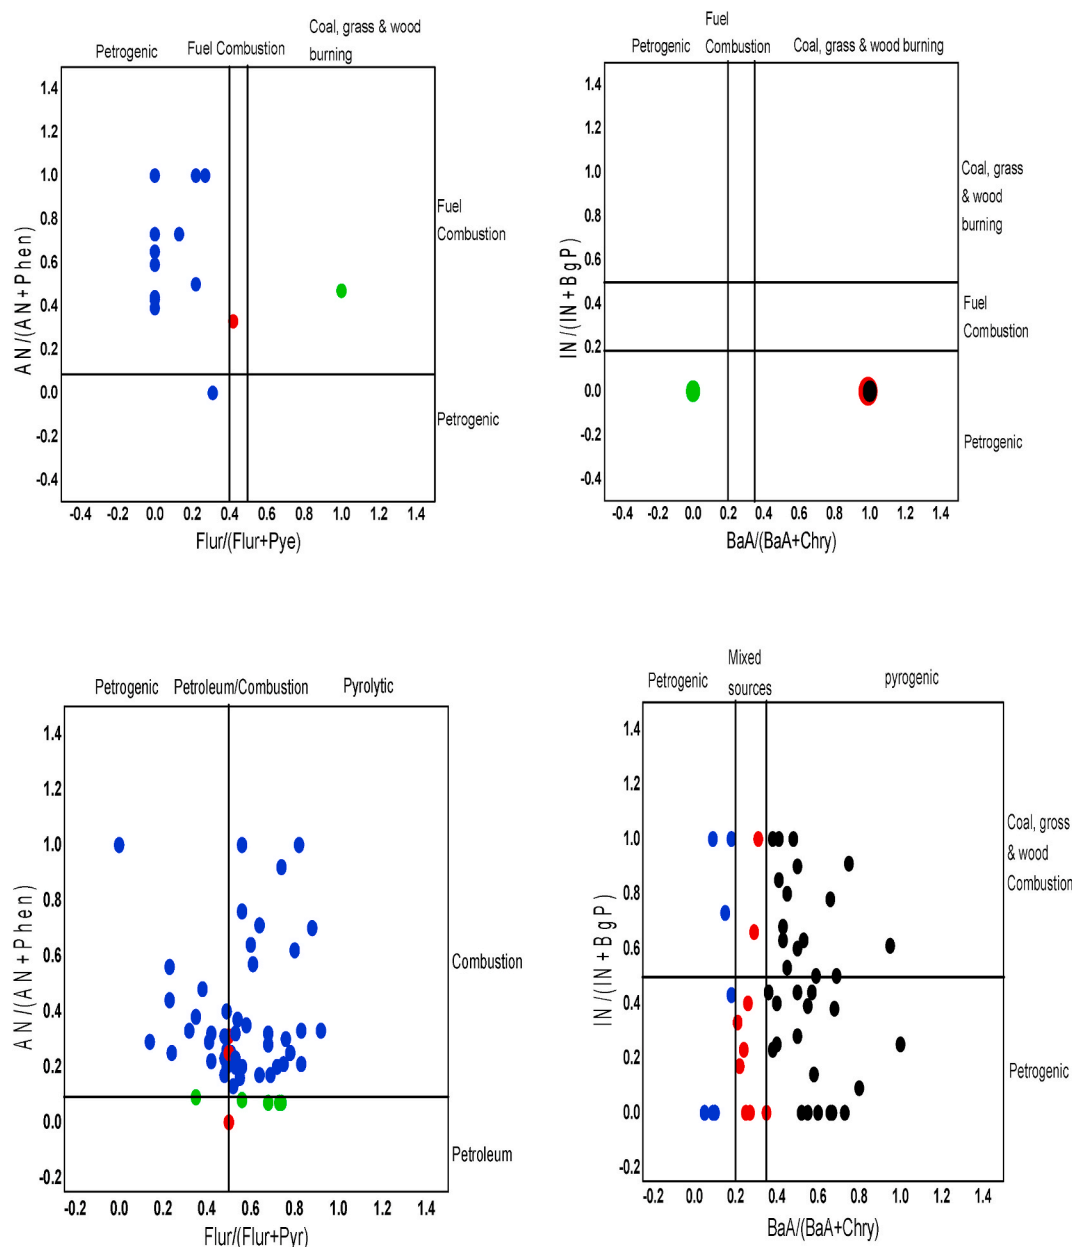 Petrogenic
Fuel Combustion
Coal, grass & wood
burning
1.4
1.2
1.0
0.8
0.6
0.4
0.2
0.0
-0.2
-0.4
AN/(AN+Phen)
Fuel
Combustion
Petrogenic
-0.4 -0.2 0.0 0.2 0.4 0.6 0.8 1.0 1.2 1.4
Flur/(Flur+Pye)
Petrogenic
Fuel
Combustion
Coal, grass & wood burning
1.4
1.2
1.0
0.8
0.6
0.4
0.2
0.0
-0.2
-0.4
IN/(IN+BgP)
Coal, grass
& wood
burning
Fuel
Combustion
Petrogenic
-0.4 -0.2 0.0 0.2 0.4 0.6 0.8 1.0 1.2 1.4
BaA/(BaA+Chry)
Petrogenic
Petroleum/Combustion
Pyrolytic
1.4
1.2
1.0
0.8
0.6
0.4
0.2
0.0
-0.2
AN/(AN+Phen)
Combustion
Petroleum
-0.2 0.0 0.2 0.4 0.6 0.8 1.0 1.2 1.4
Flur/(Flur+Pyr)
Petrogenic
Mixed
sources
pyrogenic
1.4
1.2
1.0
0.8
0.6
0.4
0.2
0.0
-0.2
IN/(IN+BgP)
Coal, gross
& wood
Combustion
Petrogenic
-0.2 0.0 0.2 0.4 0.6 0.8 1.0 1.2 1.4
BaA/(BaA+Chry)